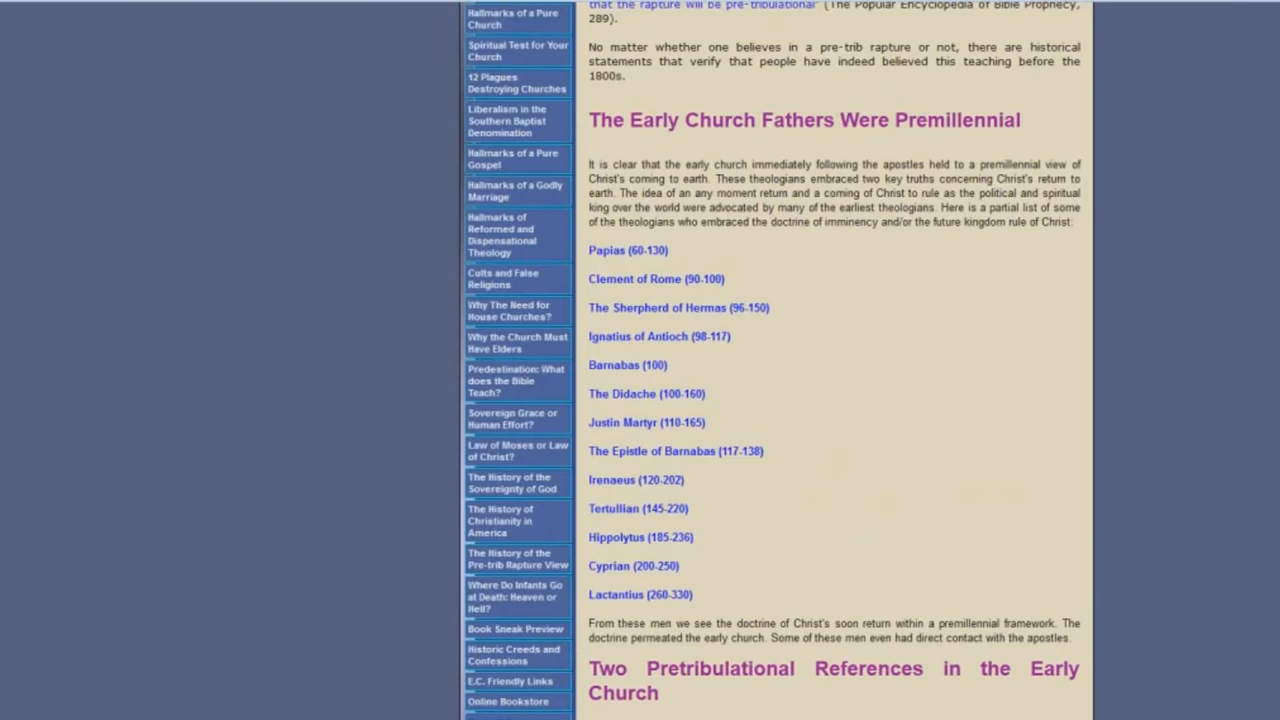 Hallmarks of a Pure
Church
Spiritual Test for Your
Church
12 Plagues
Destroying Churches
Liberalism in the
Southern Baptist
Denomination
Hallmarks of a Pure
Gospel
Hallmarks of a Godly
Marriage
Hallmarks of
Reformed and
Dispensational
Theology
Cults and False
Religions
Why The Need for
House Churches?
Why the Church Must
Have Elders
Predestination: What
does the Bible
Teach?
Sovereign Grace or
Human Effort?
Law of Moses or Law
of Christ?
The History of the
Sovereignty of God
The History of
Christianity in
America
The History of the
Pre-trib Rapture View
Where Do Infants Go
at Death: Heaven or
Hell?
Book Sneak Preview
Historic Creeds and
Confessions
E.C. Friendly Links
Online Bookstore
that the rapture will be pre-tribulational" (The Popular Encyclopedia of Bible Prophecy,
289).
No matter whether one believes in a pre-trib rapture or not, there are historical
statements that verify that people have indeed believed this teaching before the
1800s.
The Early Church Fathers Were Premillennial
It is clear that the early church immediately following the apostles held to a premillennial view of
Christ's coming to earth. These theologians embraced two key truths concerning Christ's return to
earth. The idea of an any moment return and a coming of Christ to rule as the political and spiritual
king over the world were advocated by many of the earliest theologians. Here is a partial list of some
of the theologians who embraced the doctrine of imminency and/or the future kingdom rule of Christ:
Papias (60-130)
Clement of Rome (90-100)
The Sherpherd of Hermas (96-150)
Ignatius of Antioch (98-117)
Barnabas (100)
The Didache (100-160)
Justin Martyr (110-165)
The Epistle of Barnabas (117-138)
Irenaeus (120-202)
Tertullian (145-220)
Hippolytus (185-236)
Cyprian (200-250)
Lactantius (260-330)
From these men we see the doctrine of Christ's soon return within a premillennial framework. The
doctrine permeated the early church. Some of these men even had direct contact with the apostles.
Two Pretribulational References in the Early
Church